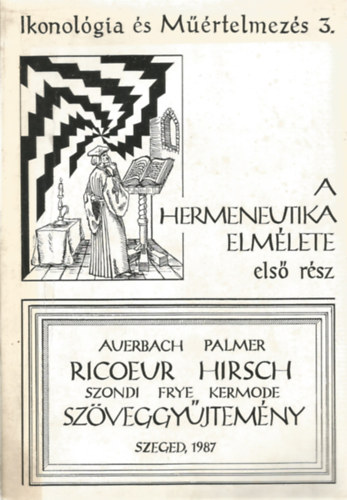 Ikonológia és Műértelmezés 3.
A
HERMENEUTIKA
ELMÉLETE
első rész
AUERBACH PALMER
RICOEUR HIRSCH
SZONDI FRYE KERMODE
SZÖVEGGYŰJTEMÉNY
SZEGED, 1987